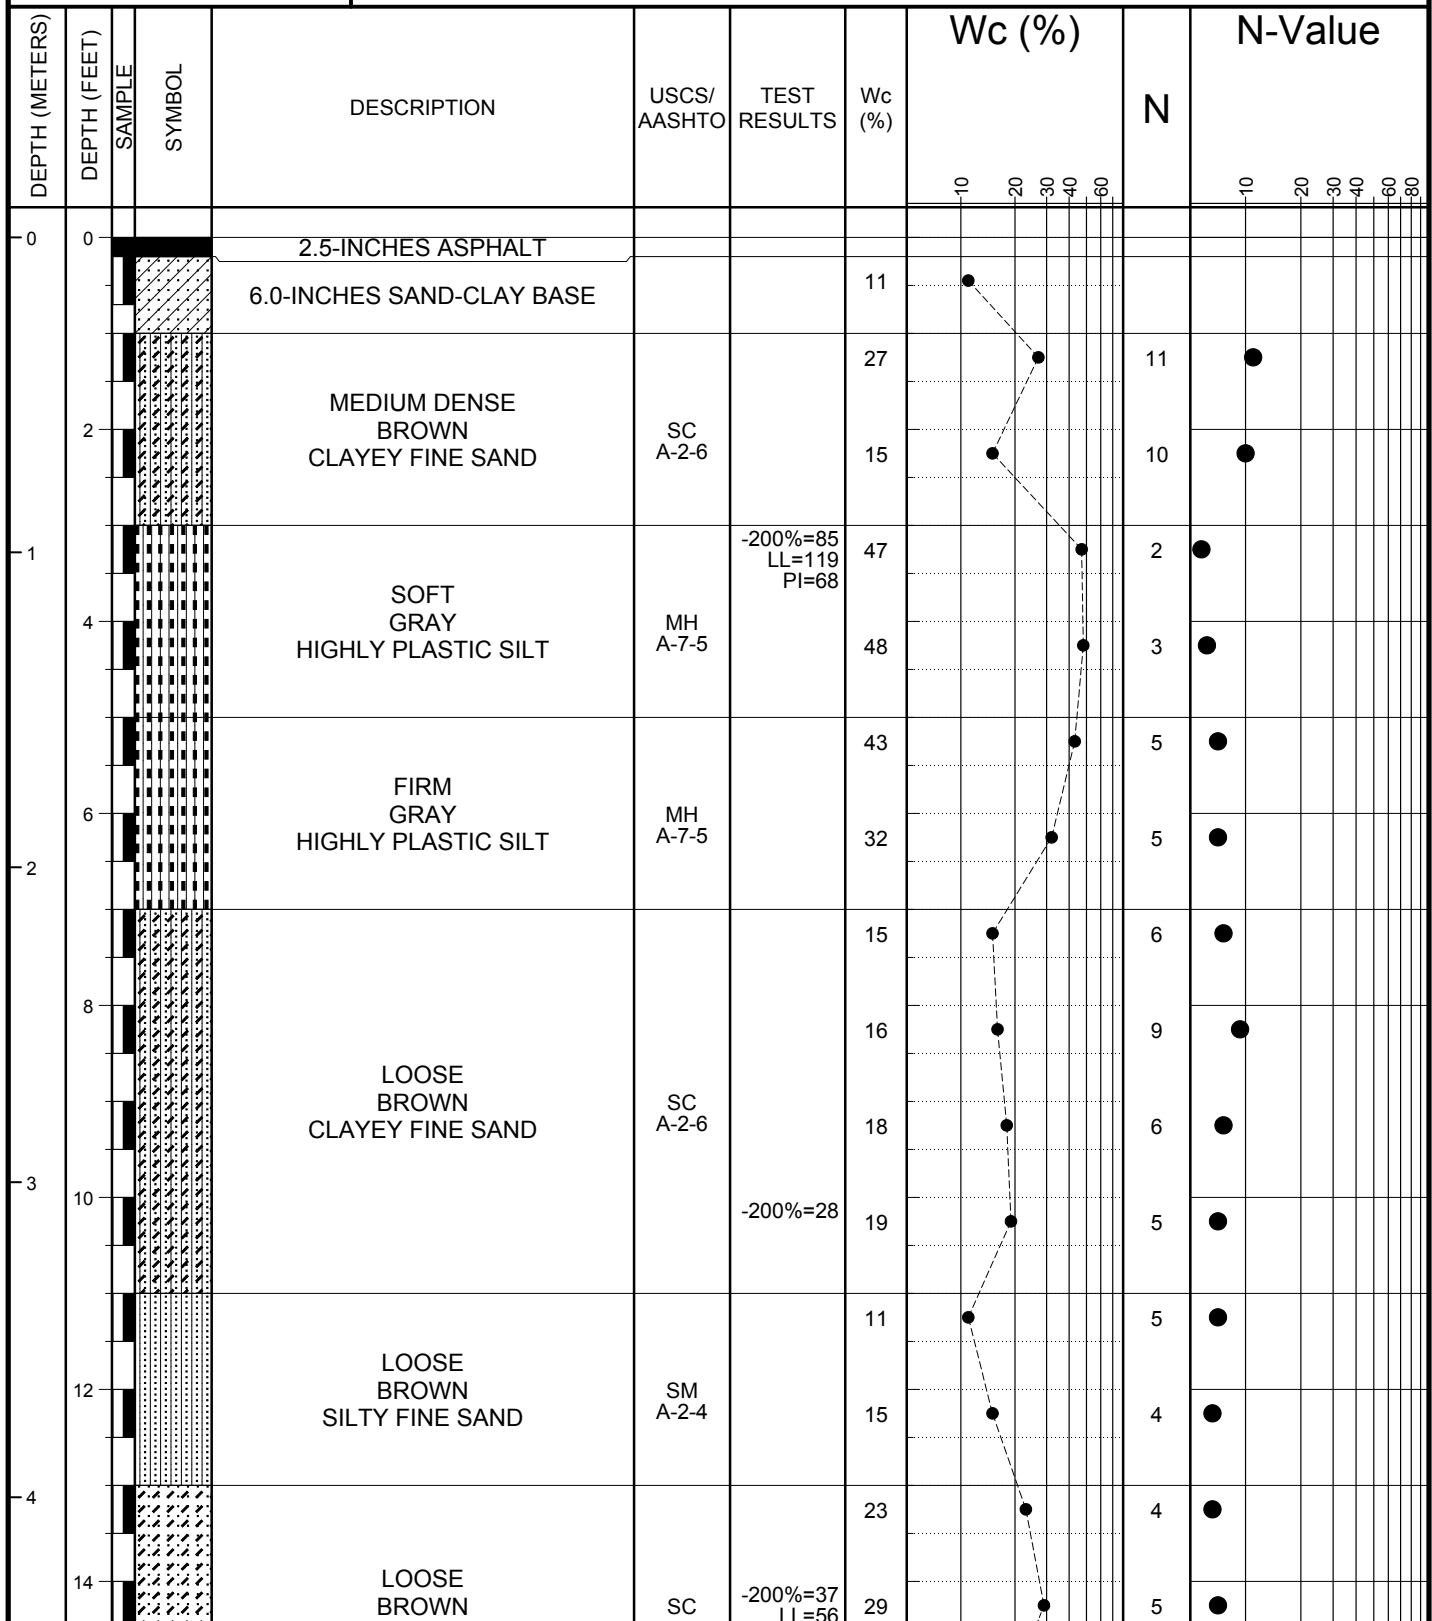 DEPTH (METERS)
DEPTH (FEET)
SAMPLE
SYMBOL
DESCRIPTION
USCS/
AASHTO
TEST
RESULTS
Wc
(%)
Wc (%)
10 20 30 40 60
N
N-Value
10 20 30 40 60 80
0 0
2.5-INCHES ASPHALT
6.0-INCHES SAND-CLAY BASE
11
27 11
MEDIUM DENSE
BROWN
CLAYEY FINE SAND
SC
A-2-6
2
15 10
1
-200%=85
LL=119
PI=68
47 2
SOFT
GRAY
HIGHLY PLASTIC SILT
MH
A-7-5
4
48 3
43 5
FIRM
GRAY
HIGHLY PLASTIC SILT
MH
A-7-5
6
32 5
2
15 6
8
16 9
LOOSE
BROWN
CLAYEY FINE SAND
SC
A-2-6
18 6
3
10
-200%=28
19 5
11 5
LOOSE
BROWN
SILTY FINE SAND
SM
A-2-4
12
15 4
4
23 4
14
LOOSE
BROWN
SC
-200%=37
LL=56
29 5